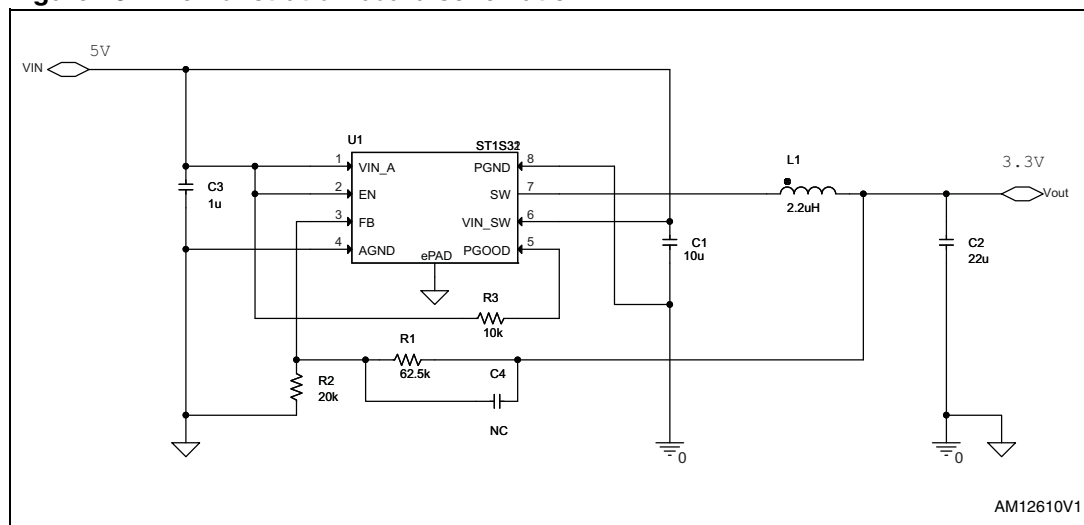 5V
VIN
U1
ST1S32
1 VIN_A
PGND 8
2 EN
SW 7
3 FB
VIN_SW 6
4 AGND
PGOOD 5
ePAD
C3
1u
L1
2.2uH
3.3V
Vout
C1
10u
C2
22u
R3
10k
R1
62.5k
C4
NC
R2
20k
0
0
AM12610V1